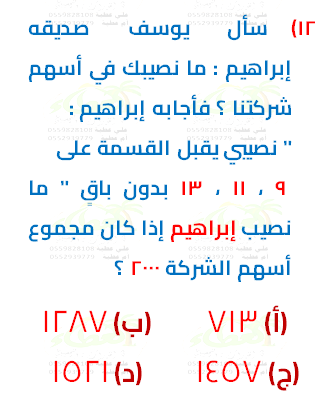 ١٢) سأل يوسف صديقه
إبراهيم : ما نصيبك في أسهم
شركتنا ؟ فأجابه إبراهيم :
" نصيبي يقبل القسمة على
٩ ، ١١ ، ١٣ بدون باقٍ " ما
نصيب إبراهيم إذا كان مجموع
أسهم الشركة ٢٠٠٠ ؟
(أ) ٧١٣ (ب) ١٢٨٧
(ج) ١٤٥٧ (د) ١٥٢١